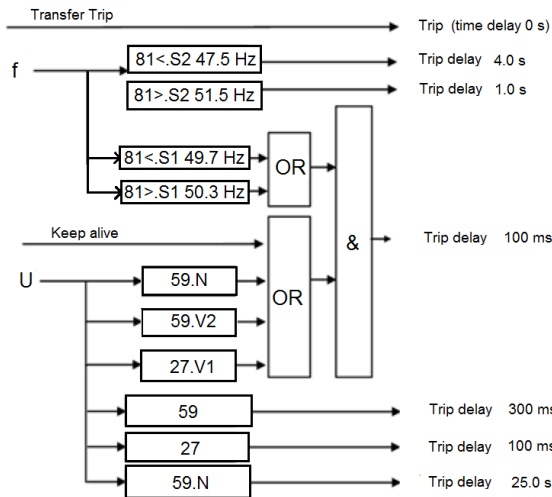 Transfer Trip
Trip (time delay 0 s)
f
81<.S2 47.5 Hz
Trip delay 4.0 s
81>.S2 51.5 Hz
Trip delay 1.0 s
81<.S1 49.7 Hz
81>.S1 50.3 Hz
OR
Keep alive
&
Trip delay 100 ms
U
59.N
OR
59.V2
27.V1
59
Trip delay 300 ms
27
Trip delay 100 ms
59.N
Trip delay 25.0 s